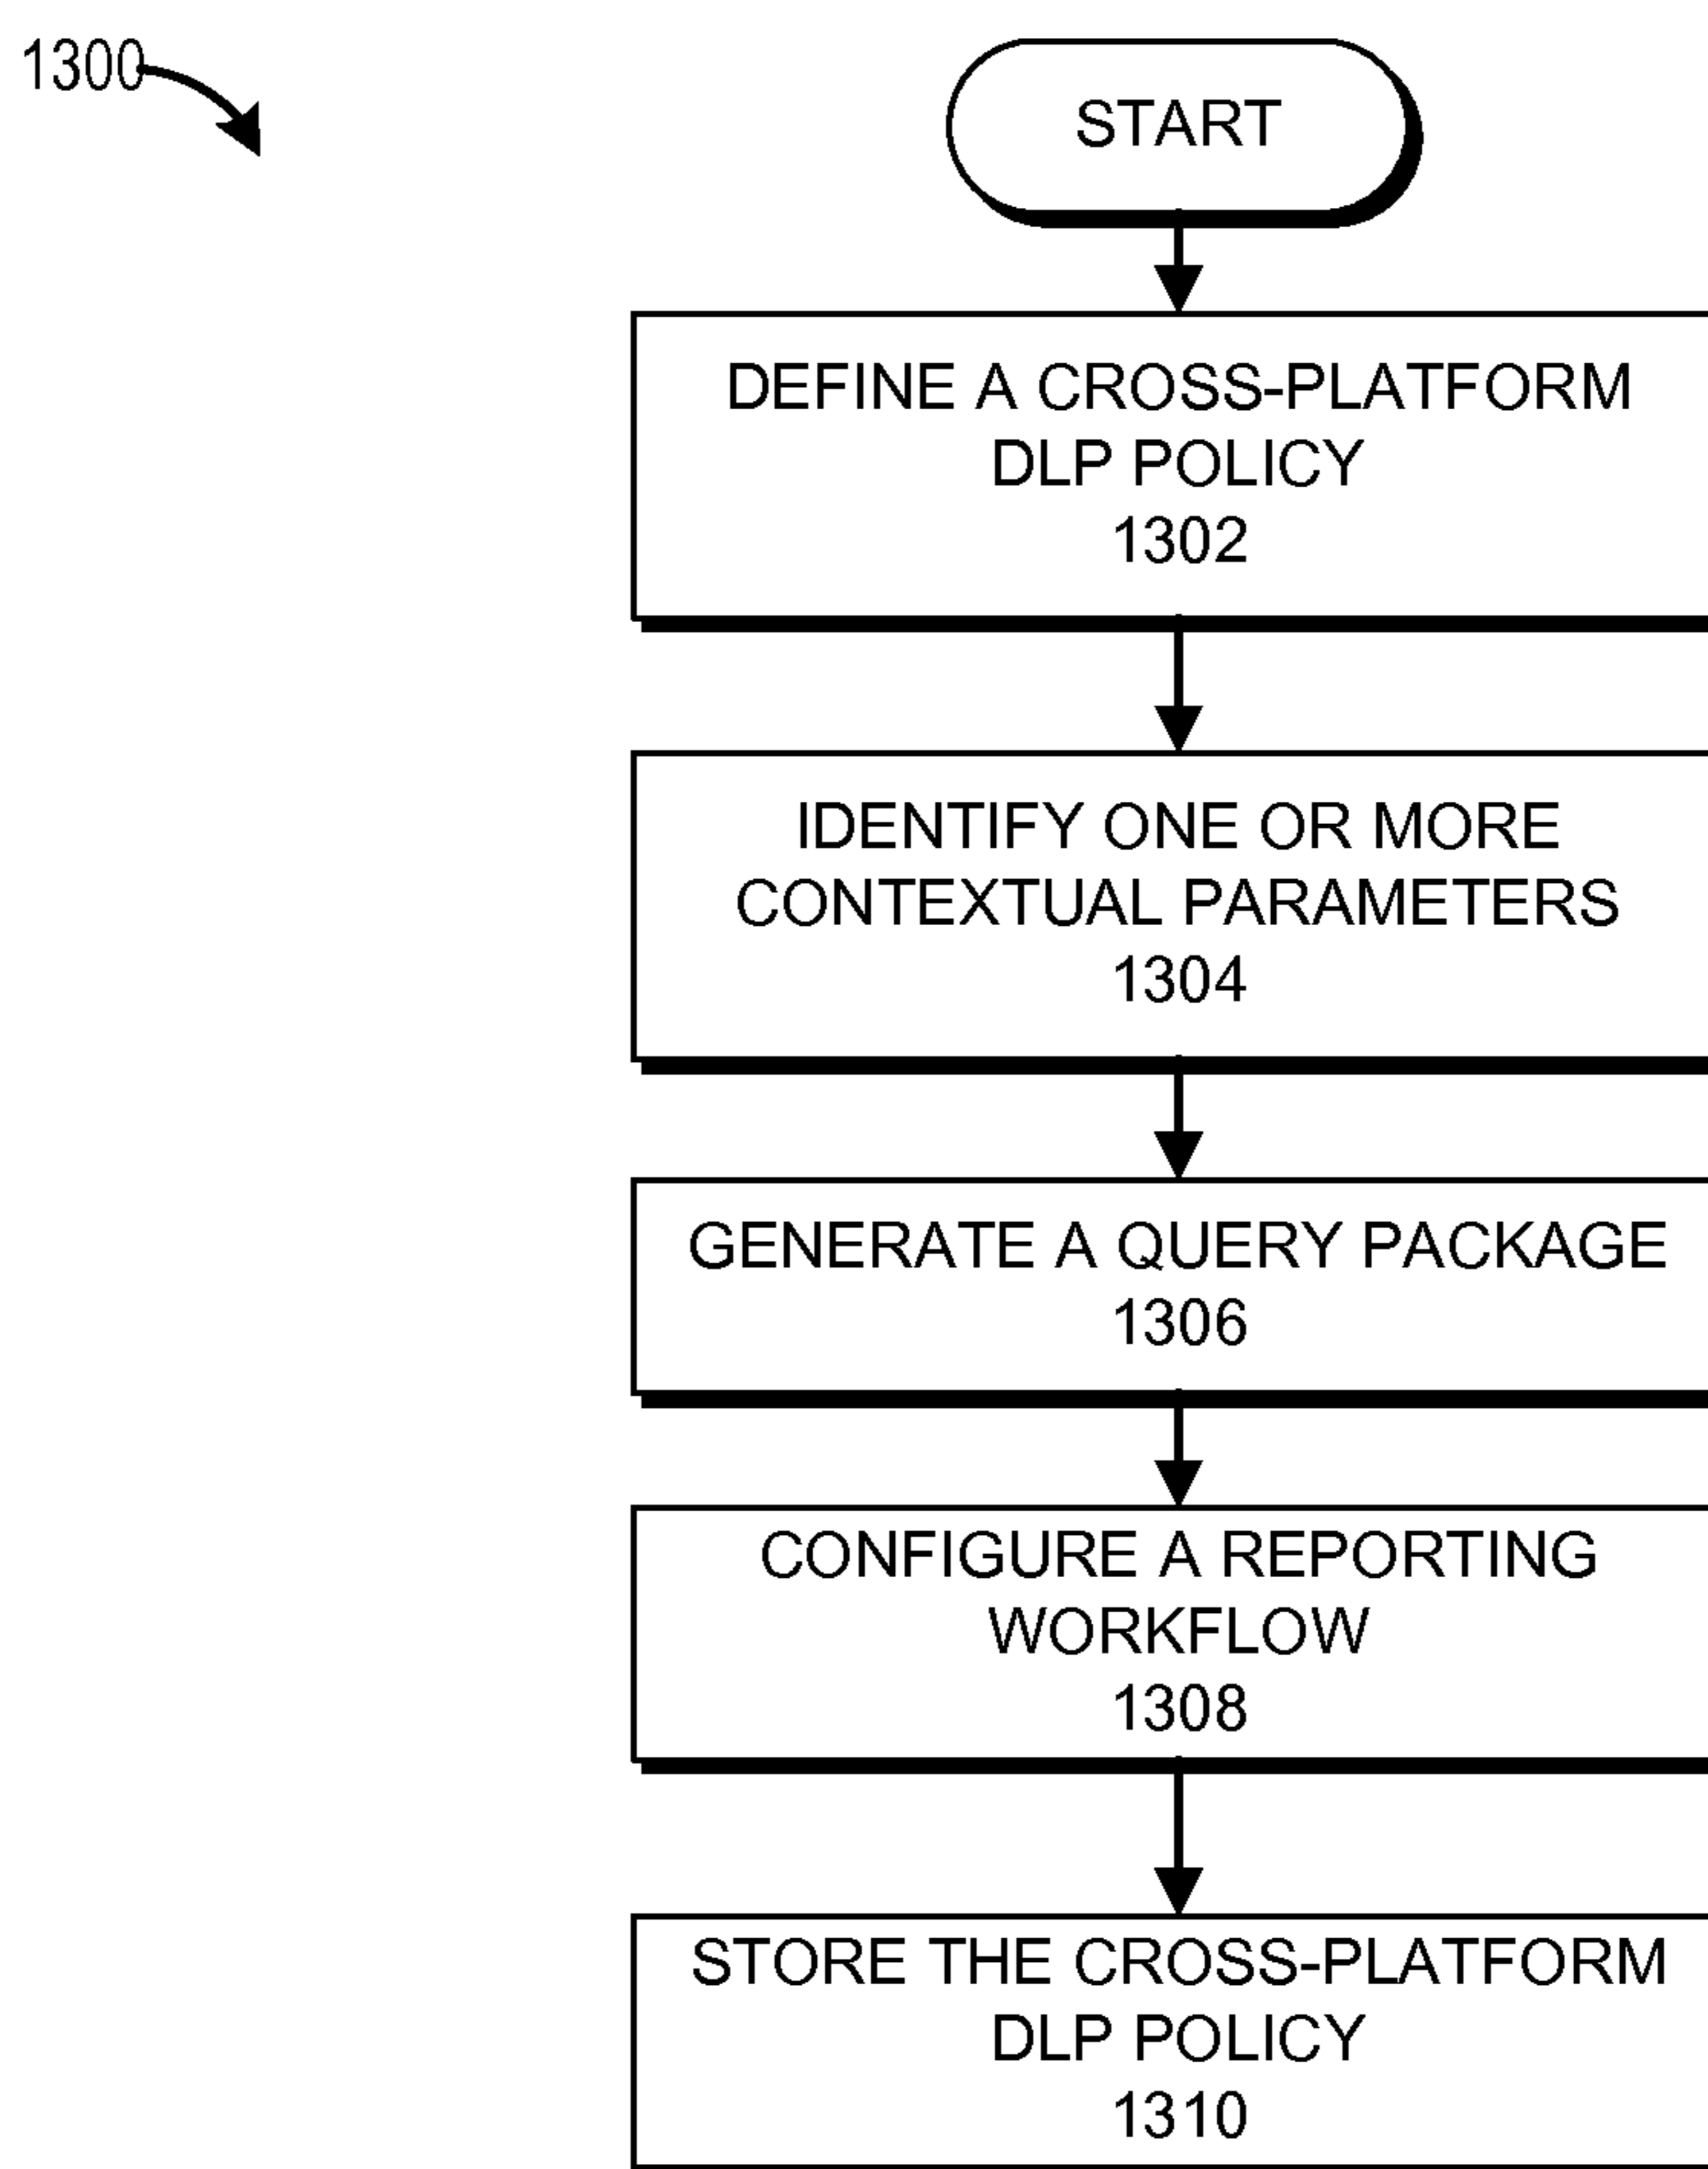 1300
START
DEFINE A CROSS-PLATFORM
DLP POLICY
1302
IDENTIFY ONE OR MORE
CONTEXTUAL PARAMETERS
1304
GENERATE A QUERY PACKAGE
1306
CONFIGURE A REPORTING
WORKFLOW
1308
STORE THE CROSS-PLATFORM
DLP POLICY
1310